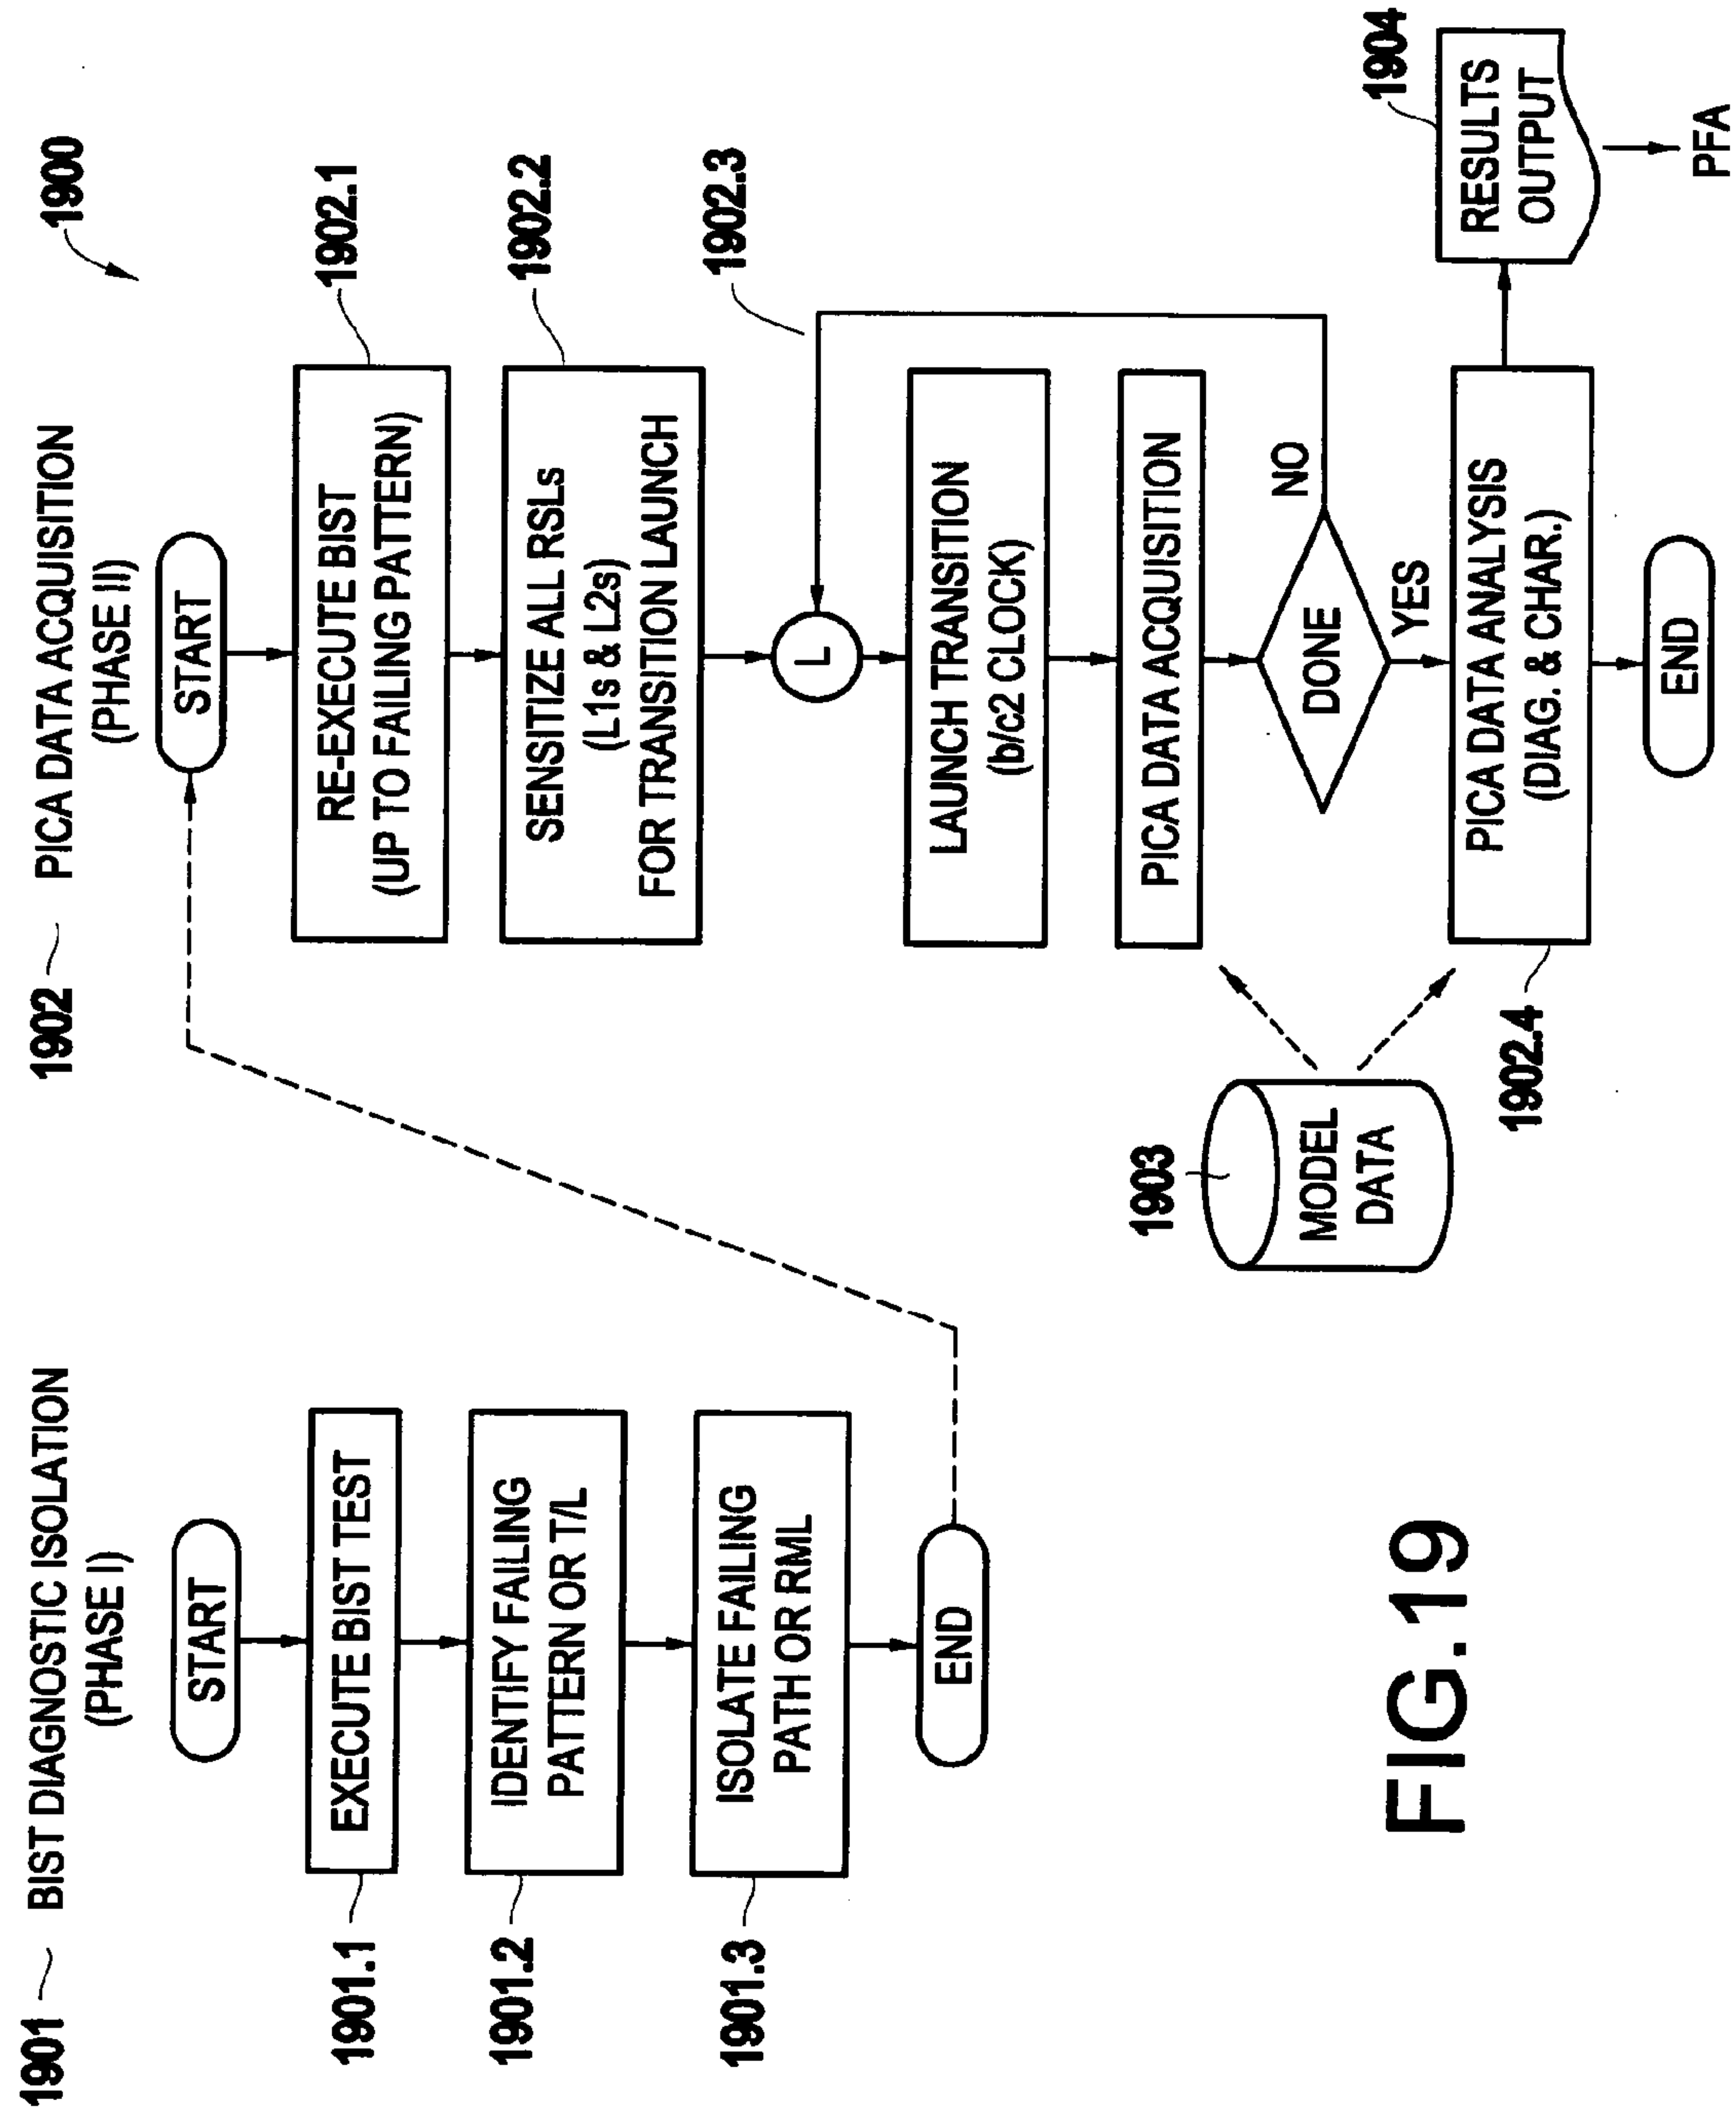 1900
1901
BIST DIAGNOSTIC ISOLATION
(PHASE I)
START
1901.1
EXECUTE BIST TEST
1901.2
IDENTIFY FAILING
PATTERN OR T/L
1901.3
ISOLATE FAILING
PATH OR RML
END
1902
PICA DATA ACQUISITION
(PHASE II)
START
1902.1
RE-EXECUTE BIST
(UP TO FAILING PATTERN)
1902.2
SENSITIZE ALL RSLs
(L1s & L2s)
FOR TRANSITION LAUNCH
1902.3
L
LAUNCH TRANSITION
(b/c2 CLOCK)
PICA DATA ACQUISITION
DONE
NO
YES
1902.4
PICA DATA ANALYSIS
(DIAG. & CHAR.)
END
1903
MODEL
DATA
1904
RESULTS
OUTPUT
PFA
FIG.19